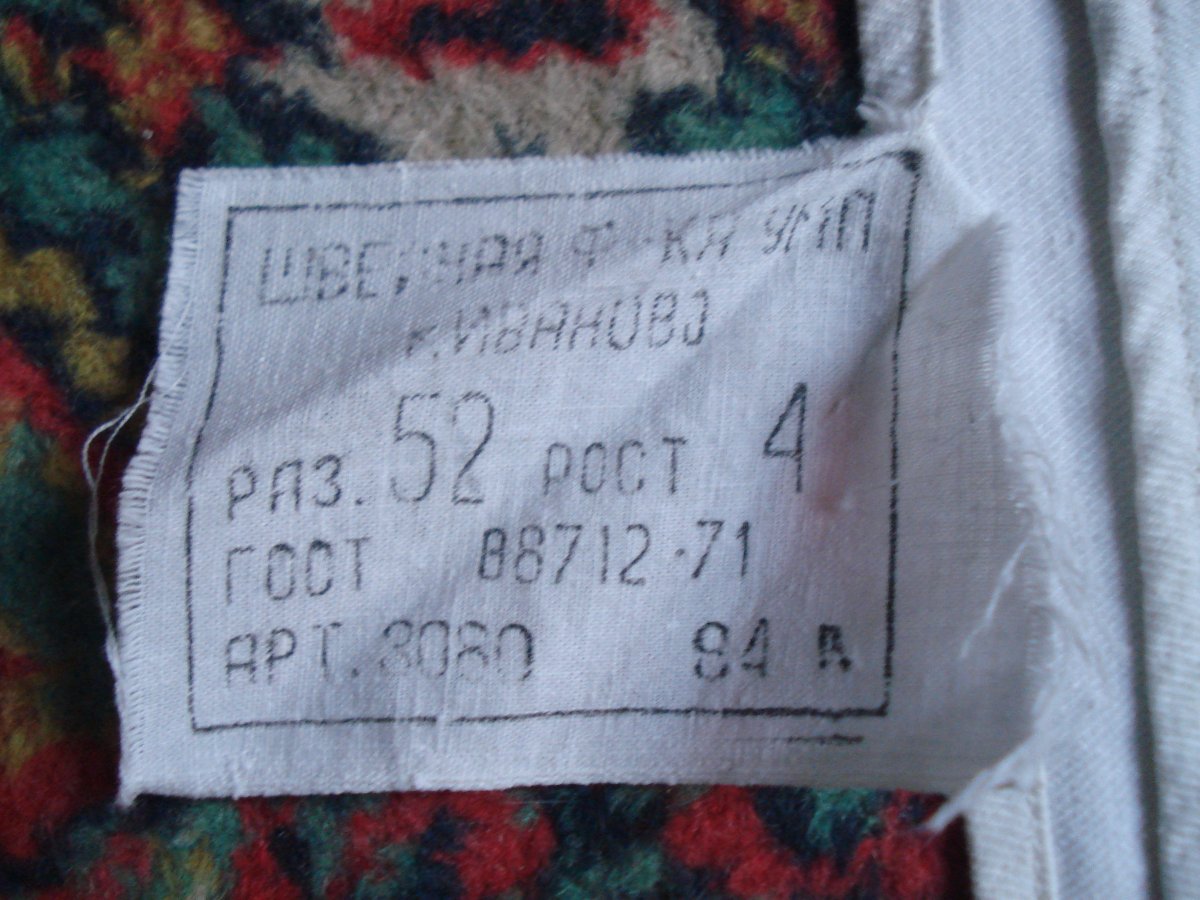 ШВЕЙНАЯ Ф-КА УМП
г. ИВАНОВО
РАЗ. 52 РОСТ 4
ГОСТ 88712-71
АРТ. 3080 84